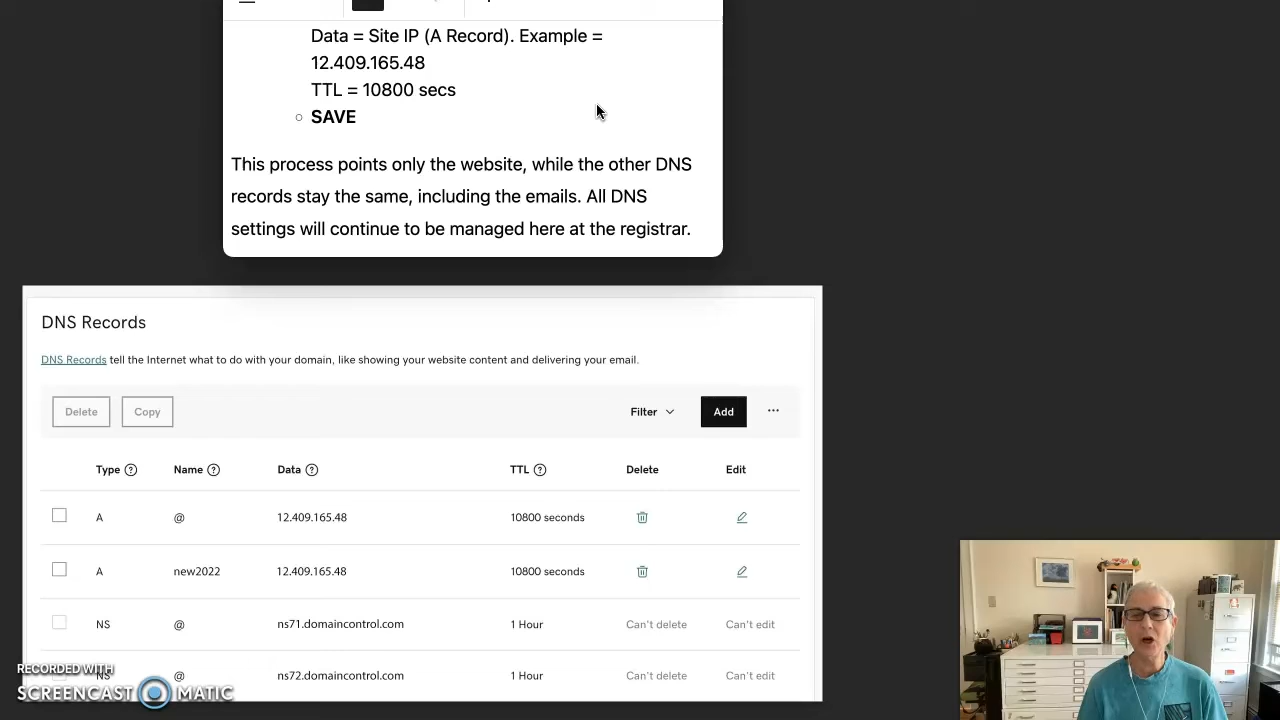 Data = Site IP (A Record). Example =
12.409.165.48
TTL = 10800 secs
SAVE
This process points only the website, while the other DNS
records stay the same, including the emails. All DNS
settings will continue to be managed here at the registrar.
DNS Records
DNS Records tell the Internet what to do with your domain, like showing your website content and delivering your email.
Delete Copy Filter Add ...
Type ? Name ? Data ? TTL ? Delete Edit
A @ 12.409.165.48 10800 seconds
A new2022 12.409.165.48 10800 seconds
NS @ ns71.domaincontrol.com 1 Hour Can't delete Can't edit
NS @ ns72.domaincontrol.com 1 Hour Can't delete Can't edit
RECORDED WITH
SCREENCAST MATIC